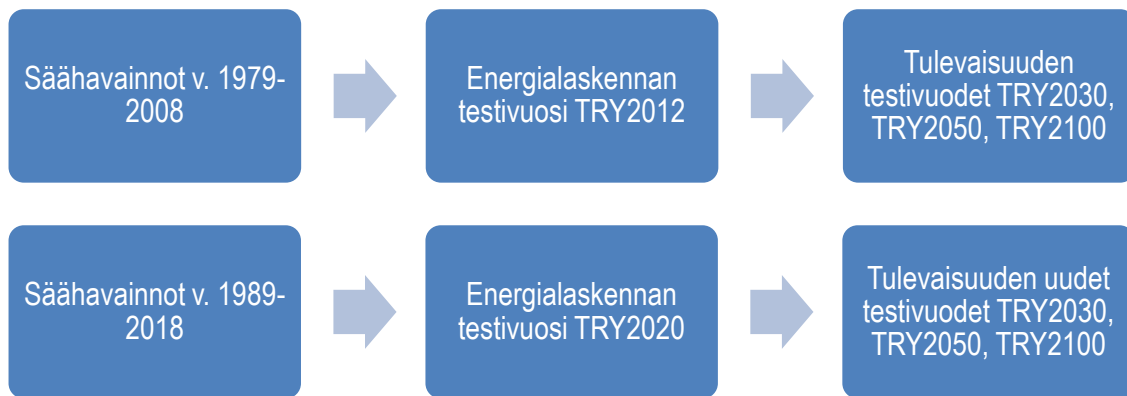 Säähavainnot v. 1979-
2008
Energialaskennan
testivuosi TRY2012
Tulevaisuuden
testivuodet TRY2030,
TRY2050, TRY2100
Säähavainnot v. 1989-
2018
Energialaskennan
testivuosi TRY2020
Tulevaisuuden uudet
testivuodet TRY2030,
TRY2050, TRY2100